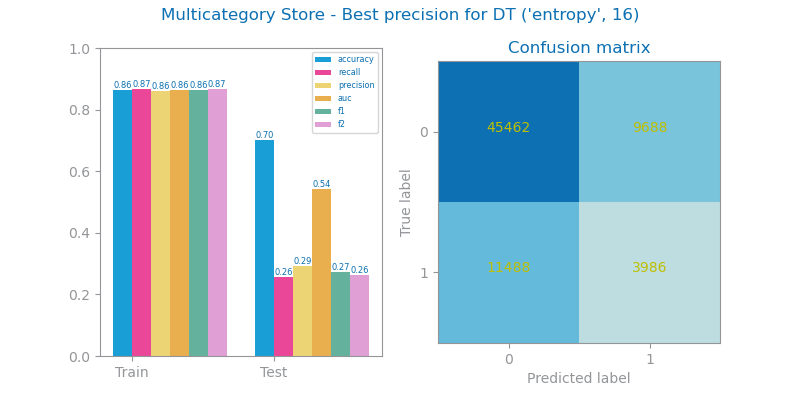 Multicategory Store - Best precision for DT ('entropy', 16)
1.0
0.8
0.6
0.4
0.2
0.0
0.86 0.87 0.86 0.86 0.86 0.87
0.70 0.26 0.29 0.54 0.27 0.26
accuracy
recall
precision
auc
f1
f2
Train Test
Confusion matrix
True label
0
1
45462 9688
11488 3986
0 1
Predicted label